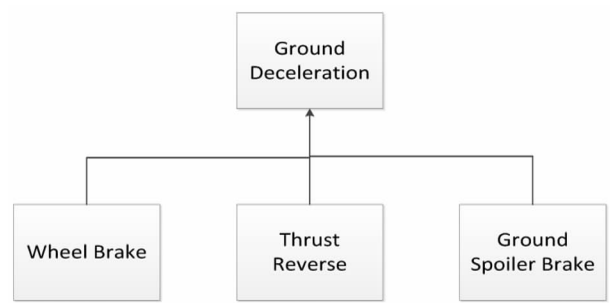 Ground
Deceleration
Wheel Brake
Thrust
Reverse
Ground
Spoiler Brake